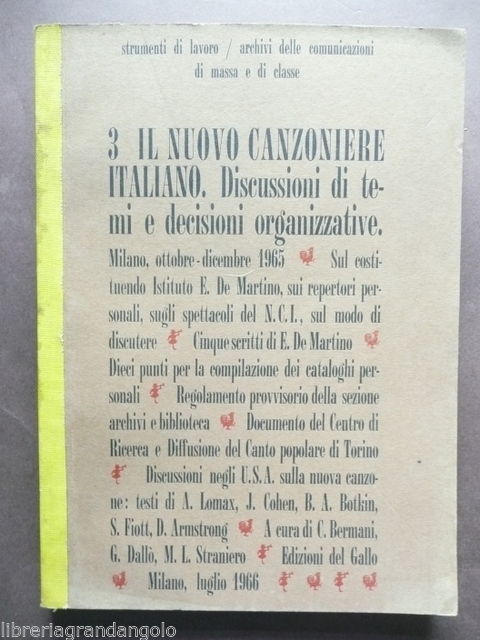 strumenti di lavoro / archivi delle comunicazioni
di massa e di classe
3 IL NUOVO CANZONIERE
ITALIANO. Discussioni di te-
mi e decisioni organizzative.
Milano, ottobre-dicembre 1965 Sul costi-
tuendo Istituto E. De Martino, sui repertori per-
sonali, sugli spettacoli del N.C.I., sul modo di
discutere Cinque scritti di E. De Martino
Dieci punti per la compilazione dei cataloghi per-
sonali Regolamento provvisorio della sezione
archivi e biblioteca Documento del Centro di
Ricerca e Diffusione del Canto popolare di Torino
Discussioni negli U.S.A. sulla nuova canzo-
ne: testi di A. Lomax, J. Cohen, B. A. Botkin,
S. Fiott, D. Armstrong A cura di C. Bermani,
G. Dallò, M. L. Straniero Edizioni del Gallo
Milano, luglio 1966
libreriagrandangolo